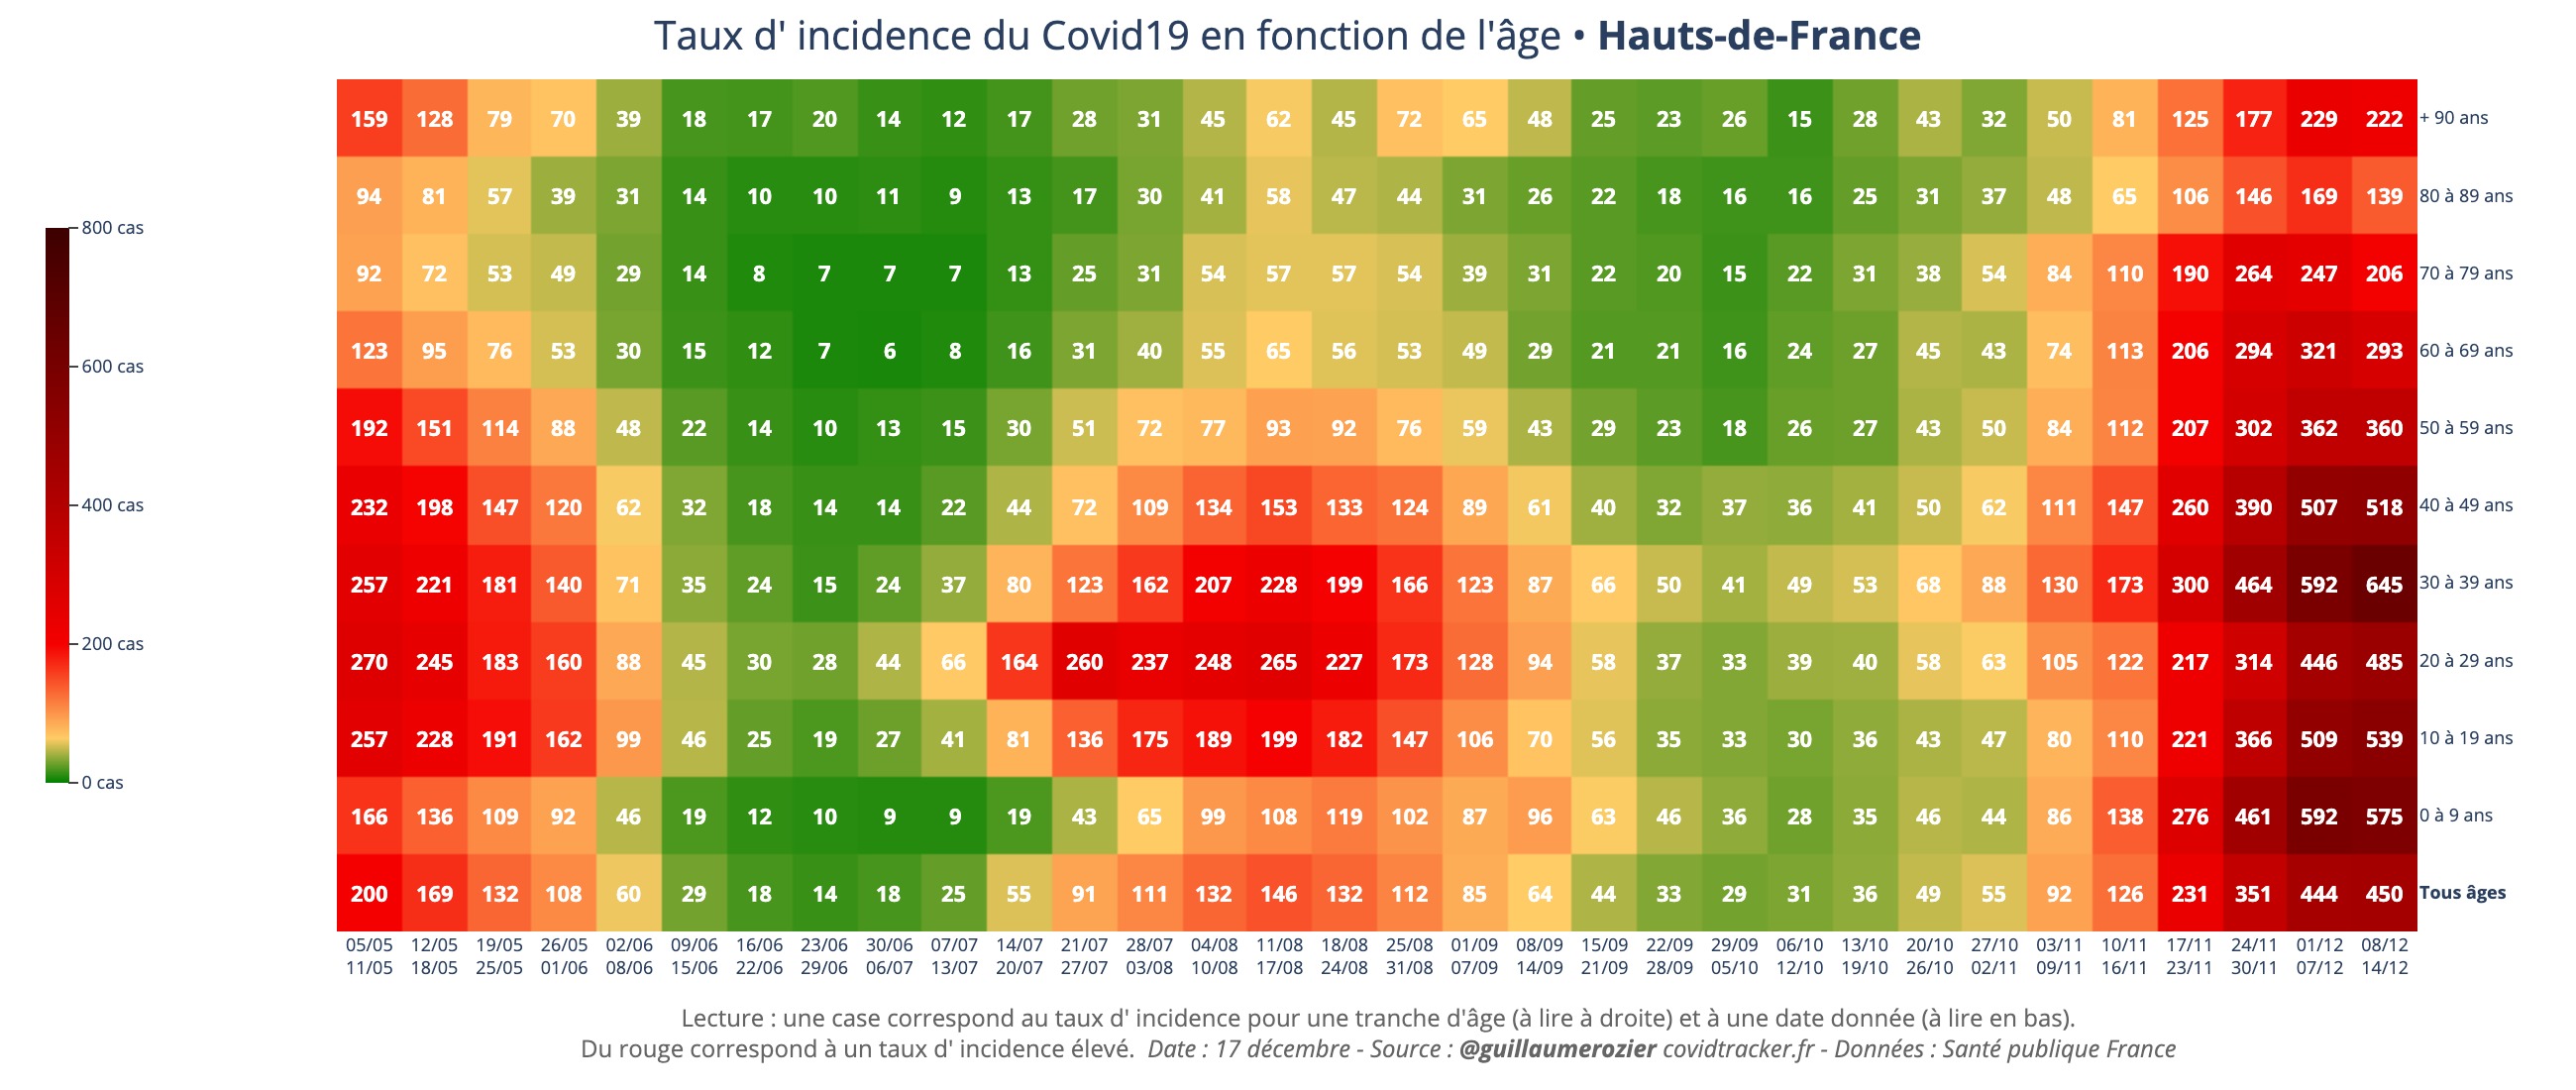 Taux d' incidence du Covid19 en fonction de l'âge • Hauts-de-France
800 cas
600 cas
400 cas
200 cas
0 cas
159 128 79 70 39 18 17 20 14 12 17 28 31 45 62 45 72 65 48 25 23 26 15 28 43 32 50 81 125 177 229 222 + 90 ans
94 81 57 39 31 14 10 10 11 9 13 17 30 41 58 47 44 31 26 22 18 16 16 25 31 37 48 65 106 146 169 139 80 à 89 ans
92 72 53 49 29 14 8 7 7 7 13 25 31 54 57 57 54 39 31 22 20 15 22 31 38 54 84 110 190 264 247 206 70 à 79 ans
123 95 76 53 30 15 12 7 6 8 16 31 40 55 65 56 53 49 29 21 21 16 24 27 45 43 74 113 206 294 321 293 60 à 69 ans
192 151 114 88 48 22 14 10 13 15 30 51 72 77 93 92 76 59 43 29 23 18 26 27 43 50 84 112 207 302 362 360 50 à 59 ans
232 198 147 120 62 32 18 14 14 22 44 72 109 134 153 133 124 89 61 40 32 37 36 41 50 62 111 147 260 390 507 518 40 à 49 ans
257 221 181 140 71 35 24 15 24 37 80 123 162 207 228 199 166 123 87 66 50 41 49 53 68 88 130 173 300 464 592 645 30 à 39 ans
270 245 183 160 88 45 30 28 44 66 164 260 237 248 265 227 173 128 94 58 37 33 39 40 58 63 105 122 217 314 446 485 20 à 29 ans
257 228 191 162 99 46 25 19 27 41 81 136 175 189 199 182 147 106 70 56 35 33 30 36 43 47 80 110 221 366 509 539 10 à 19 ans
166 136 109 92 46 19 12 10 9 9 19 43 65 99 108 119 102 87 96 63 46 36 28 35 46 44 86 138 276 461 592 575 0 à 9 ans
200 169 132 108 60 29 18 14 18 25 55 91 111 132 146 132 112 85 64 44 33 29 31 36 49 55 92 126 231 351 444 450 Tous âges
05/05 12/05 19/05 26/05 02/06 09/06 16/06 23/06 30/06 07/07 14/07 21/07 28/07 04/08 11/08 18/08 25/08 01/09 08/09 15/09 22/09 29/09 06/10 13/10 20/10 27/10 03/11 10/11 17/11 24/11 01/12 08/12
11/05 18/05 25/05 01/06 08/06 15/06 22/06 29/06 06/07 13/07 20/07 27/07 03/08 10/08 17/08 24/08 31/08 07/09 14/09 21/09 28/09 05/10 12/10 19/10 26/10 02/11 09/11 16/11 23/11 30/11 07/12 14/12
Lecture : une case correspond au taux d' incidence pour une tranche d'âge (à lire à droite) et à une date donnée (à lire en bas).
Du rouge correspond à un taux d' incidence élevé. Date : 17 décembre - Source : @guillaumerozier covidtracker.fr - Données : Santé publique France